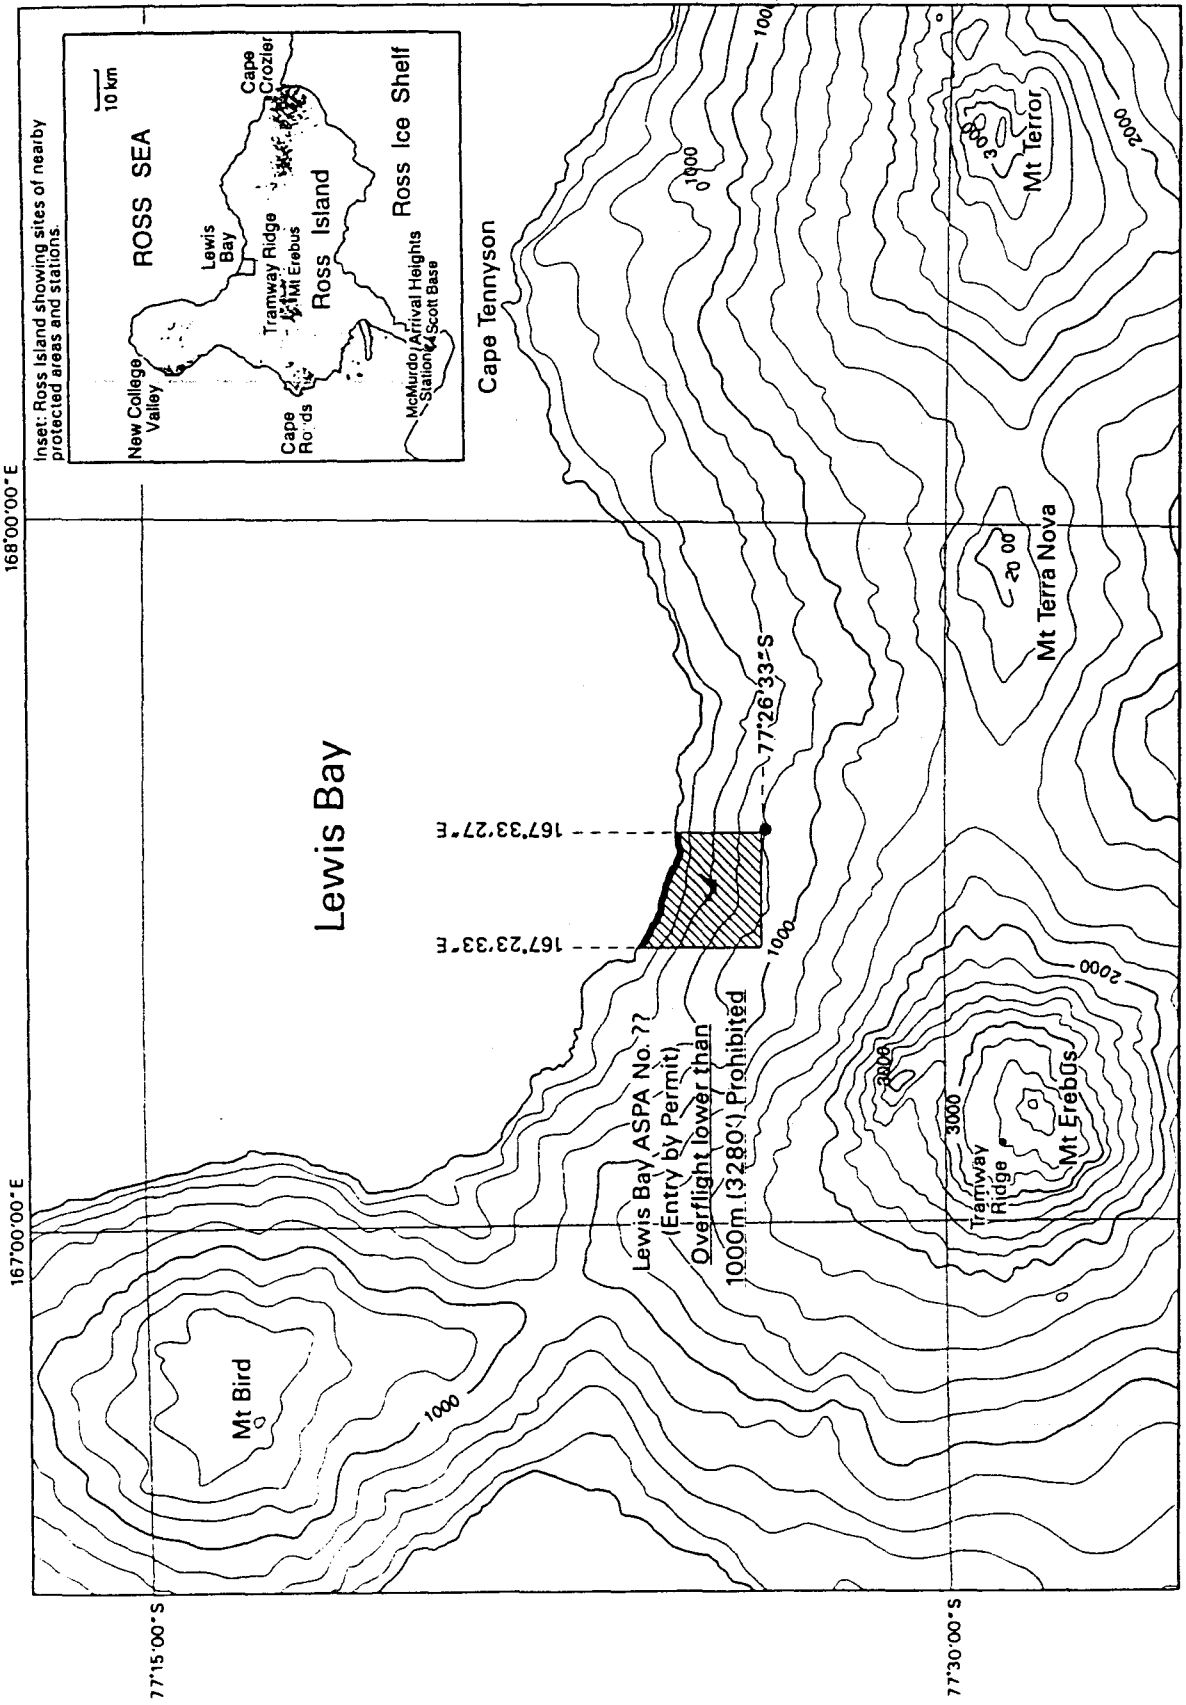 Inset: Ross Island showing sites of nearby
protected areas and stations.
10 km
ROSS SEA
Cape
Crozier
Lewis
Bay
New College
Valley
Tramway Ridge
Mt Erebus
Ross Island
Ross Ice Shelf
Cape
McMurdo
Station
Arrival Heights
Scott Base
168°00'00"E
167°00'00"E
77°15'00"S
77°30'00"S
Lewis Bay
Cape Tennyson
167°33'27"E
167°23'33"E
77°26'33"S
Lewis Bay ASPA No. ??
(Entry by Permit)
Overflight lower than
1000m (3280') Prohibited
Mt Bird
1000
1000
1000
0
2000
3000
3000
Tramway
Ridge
Mt Erebus
2000
Mt Terra Nova
3000
2000
Mt Terror